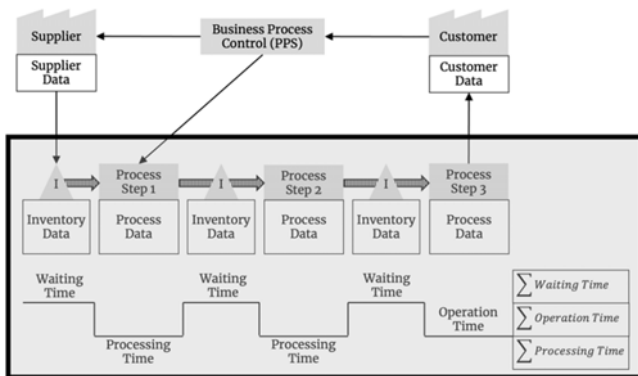 Supplier
Business Process
Control (PPS)
Customer
Supplier
Data
Customer
Data
I
Process
Step 1
I
Process
Step 2
I
Process
Step 3
Inventory
Data
Process
Data
Inventory
Data
Process
Data
Inventory
Data
Process
Data
Waiting
Time
Waiting
Time
Waiting
Time
Processing
Time
Processing
Time
Operation
Time
∑ Waiting Time
∑ Operation Time
∑ Processing Time